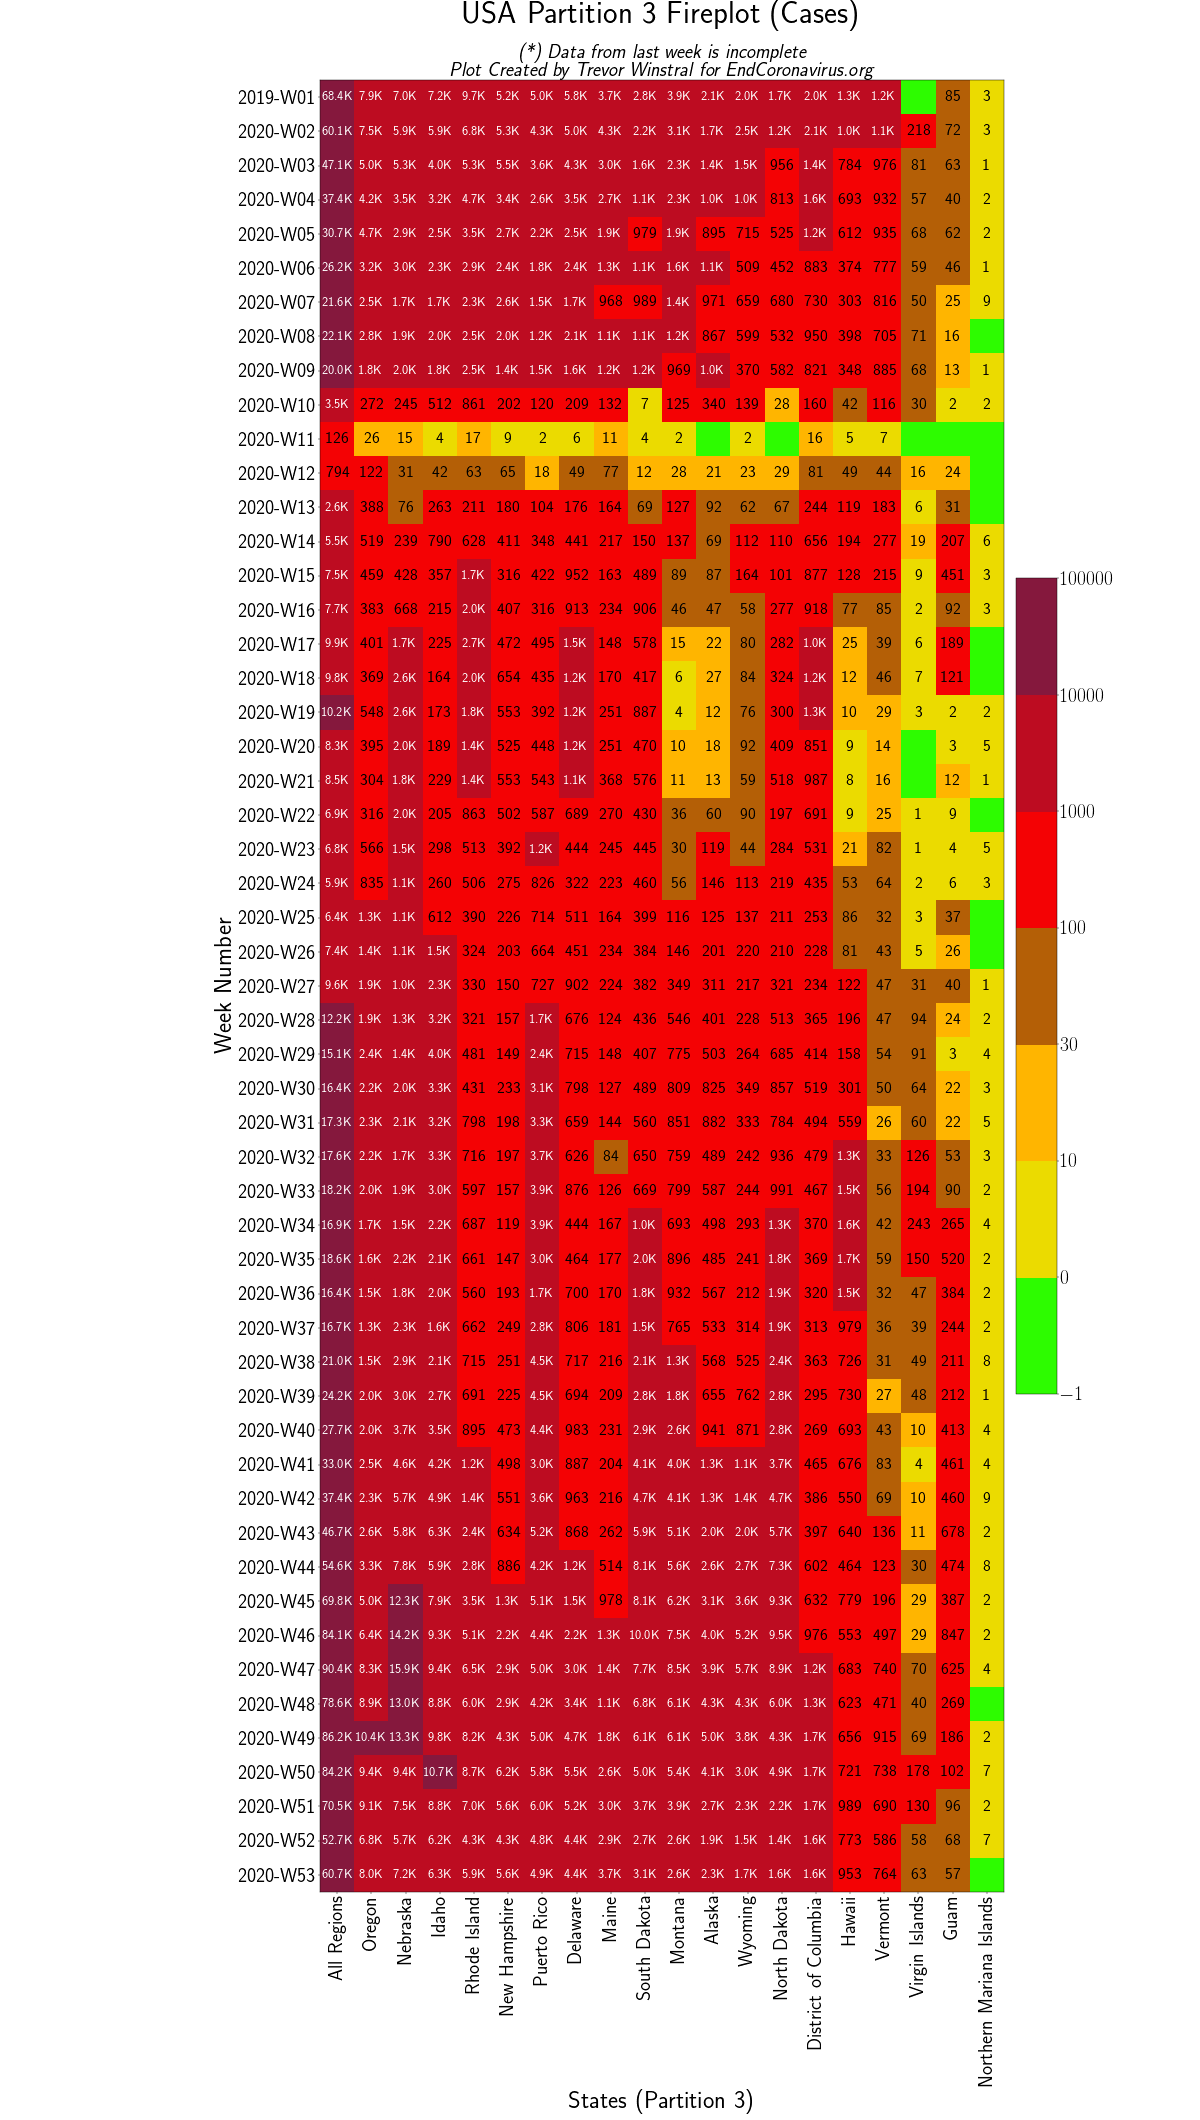 USA Partition 3 Fireplot (Cases)
(*) Data from last week is incomplete
Plot Created by Trevor Winstral for EndCoronavirus.org
2019-W01 68.4K 7.9K 7.0K 7.2K 9.7K 5.2K 5.0K 5.8K 3.7K 2.8K 3.9K 2.1K 2.0K 1.7K 2.0K 1.3K 1.2K 85 3
2020-W02 60.1K 7.5K 5.9K 5.9K 6.8K 5.3K 4.3K 5.0K 4.3K 2.2K 3.1K 1.7K 2.5K 1.2K 2.1K 1.0K 1.1K 218 72 3
2020-W03 47.1K 5.0K 5.3K 4.0K 5.3K 5.5K 3.6K 4.3K 3.0K 1.6K 2.3K 1.4K 1.5K 956 1.4K 784 976 81 63 1
2020-W04 37.4K 4.2K 3.5K 3.2K 4.7K 3.4K 2.6K 3.5K 2.7K 1.1K 2.3K 1.0K 1.0K 813 1.6K 693 932 57 40 2
2020-W05 30.7K 4.7K 2.9K 2.5K 3.5K 2.7K 2.2K 2.5K 1.9K 979 1.9K 895 715 525 1.2K 612 935 68 62 2
2020-W06 26.2K 3.2K 3.0K 2.3K 2.9K 2.4K 1.8K 2.4K 1.3K 1.1K 1.6K 1.1K 509 452 883 374 777 59 46 1
2020-W07 21.6K 2.5K 1.7K 1.7K 2.3K 2.6K 1.5K 1.7K 968 989 1.4K 971 659 680 730 303 816 50 25 9
2020-W08 22.1K 2.8K 1.9K 2.0K 2.5K 2.0K 1.2K 2.1K 1.1K 1.1K 1.2K 867 599 532 950 398 705 71 16
2020-W09 20.0K 1.8K 2.0K 1.8K 2.5K 1.4K 1.5K 1.6K 1.2K 1.2K 969 1.0K 370 582 821 348 885 68 13 1
2020-W10 3.5K 272 245 512 861 202 120 209 132 7 125 340 139 28 160 42 116 30 2 2
2020-W11 126 26 15 4 17 9 2 6 11 4 2 2 16 5 7
2020-W12 794 122 31 42 63 65 18 49 77 12 28 21 23 29 81 49 44 16 24
2020-W13 2.6K 388 76 263 211 180 104 176 164 69 127 92 62 67 244 119 183 6 31
2020-W14 5.5K 519 239 790 628 411 348 441 217 150 137 69 112 110 656 194 277 19 207 6
2020-W15 7.5K 459 428 357 1.7K 316 422 952 163 489 89 87 164 101 877 128 215 9 451 3
2020-W16 7.7K 383 668 215 2.0K 407 316 913 234 906 46 47 58 277 918 77 85 2 92 3
2020-W17 9.9K 401 1.7K 225 2.7K 472 495 1.5K 148 578 15 22 80 282 1.0K 25 39 6 189
2020-W18 9.8K 369 2.6K 164 2.0K 654 435 1.2K 170 417 6 27 84 324 1.2K 12 46 7 121
2020-W19 10.2K 548 2.6K 173 1.8K 553 392 1.2K 251 887 4 12 76 300 1.3K 10 29 3 2 2
2020-W20 8.3K 395 2.0K 189 1.4K 525 448 1.2K 251 470 10 18 92 409 851 9 14 3 5
2020-W21 8.5K 304 1.8K 229 1.4K 553 543 1.1K 368 576 11 13 59 518 987 8 16 12 1
2020-W22 6.9K 316 2.0K 205 863 502 587 689 270 430 36 60 90 197 691 9 25 1 9
2020-W23 6.8K 566 1.5K 298 513 392 1.2K 444 245 445 30 119 44 284 531 21 82 1 4 5
2020-W24 5.9K 835 1.1K 260 506 275 826 322 223 460 56 146 113 219 435 53 64 2 6 3
2020-W25 6.4K 1.3K 1.1K 612 390 226 714 511 164 399 116 125 137 211 253 86 32 3 37
2020-W26 7.4K 1.4K 1.1K 1.5K 324 203 664 451 234 384 146 201 220 210 228 81 43 5 26
2020-W27 9.6K 1.9K 1.0K 2.3K 330 150 727 902 224 382 349 311 217 321 234 122 47 31 40 1
2020-W28 12.2K 1.9K 1.3K 3.2K 321 157 1.7K 676 124 436 546 401 228 513 365 196 47 94 24 2
2020-W29 15.1K 2.4K 1.4K 4.0K 481 149 2.4K 715 148 407 775 503 264 685 414 158 54 91 3 4
2020-W30 16.4K 2.2K 2.0K 3.3K 431 233 3.1K 798 127 489 809 825 349 857 519 301 50 64 22 3
2020-W31 17.3K 2.3K 2.1K 3.2K 798 198 3.3K 659 144 560 851 882 333 784 494 559 26 60 22 5
2020-W32 17.6K 2.2K 1.7K 3.3K 716 197 3.7K 626 84 650 759 489 242 936 479 1.3K 33 126 53 3
2020-W33 18.2K 2.0K 1.9K 3.0K 597 157 3.9K 876 126 669 799 587 244 991 467 1.5K 56 194 90 2
2020-W34 16.9K 1.7K 1.5K 2.2K 687 119 3.9K 444 167 1.0K 693 498 293 1.3K 370 1.6K 42 243 265 4
2020-W35 18.6K 1.6K 2.2K 2.1K 661 147 3.0K 464 177 2.0K 896 485 241 1.8K 369 1.7K 59 150 520 2
2020-W36 16.4K 1.5K 1.8K 2.0K 560 193 1.7K 700 170 1.8K 932 567 212 1.9K 320 1.5K 32 47 384 2
2020-W37 16.7K 1.3K 2.3K 1.6K 662 249 2.8K 806 181 1.5K 765 533 314 1.9K 313 979 36 39 244 2
2020-W38 21.0K 1.5K 2.9K 2.1K 715 251 4.5K 717 216 2.1K 1.3K 568 525 2.4K 363 726 31 49 211 8
2020-W39 24.2K 2.0K 3.0K 2.7K 691 225 4.5K 694 209 2.8K 1.8K 655 762 2.8K 295 730 27 48 212 1
2020-W40 27.7K 2.0K 3.7K 3.5K 895 473 4.4K 983 231 2.9K 2.6K 941 871 2.8K 269 693 43 10 413 4
2020-W41 33.0K 2.5K 4.6K 4.2K 1.2K 498 3.0K 887 204 4.1K 4.0K 1.3K 1.1K 3.7K 465 676 83 4 461 4
2020-W42 37.4K 2.3K 5.7K 4.9K 1.4K 551 3.6K 963 216 4.7K 4.1K 1.3K 1.4K 4.7K 386 550 69 10 460 9
2020-W43 46.7K 2.6K 5.8K 6.3K 2.4K 634 5.2K 868 262 5.9K 5.1K 2.0K 2.0K 5.7K 397 640 136 11 678 2
2020-W44 54.6K 3.3K 7.8K 5.9K 2.8K 886 4.2K 1.2K 514 8.1K 5.6K 2.6K 2.7K 7.3K 602 464 123 30 474 8
2020-W45 69.8K 5.0K 12.3K 7.9K 3.5K 1.3K 5.1K 1.5K 978 8.1K 6.2K 3.1K 3.6K 9.3K 632 779 196 29 387 2
2020-W46 84.1K 6.4K 14.2K 9.3K 5.1K 2.2K 4.4K 2.2K 1.3K 10.0K 7.5K 4.0K 5.2K 9.5K 976 553 497 29 847 2
2020-W47 90.4K 8.3K 15.9K 9.4K 6.5K 2.9K 5.0K 3.0K 1.4K 7.7K 8.5K 3.9K 5.7K 8.9K 1.2K 683 740 70 625 4
2020-W48 78.6K 8.9K 13.0K 8.8K 6.0K 2.9K 4.2K 3.4K 1.1K 6.8K 6.1K 4.3K 4.3K 6.0K 1.3K 623 471 40 269
2020-W49 86.2K 10.4K 13.3K 9.8K 8.2K 4.3K 5.0K 4.7K 1.8K 6.1K 6.1K 5.0K 3.8K 4.3K 1.7K 656 915 69 186 2
2020-W50 84.2K 9.4K 9.4K 10.7K 8.7K 6.2K 5.8K 5.5K 2.6K 5.0K 5.4K 4.1K 3.0K 4.9K 1.7K 721 738 178 102 7
2020-W51 70.5K 9.1K 7.5K 8.8K 7.0K 5.6K 6.0K 5.2K 3.0K 3.7K 3.9K 2.7K 2.3K 2.2K 1.7K 989 690 130 96 2
2020-W52 52.7K 6.8K 5.7K 6.2K 4.3K 4.3K 4.8K 4.4K 2.9K 2.7K 2.6K 1.9K 1.5K 1.4K 1.6K 773 586 58 68 7
2020-W53 60.7K 8.0K 7.2K 6.3K 5.9K 5.6K 4.9K 4.4K 3.7K 3.1K 2.6K 2.3K 1.7K 1.6K 1.6K 953 764 63 57
Week Number
100000
10000
1000
100
30
10
0
−1
All Regions
Oregon
Nebraska
Idaho
Rhode Island
New Hampshire
Puerto Rico
Delaware
Maine
South Dakota
Montana
Alaska
Wyoming
North Dakota
District of Columbia
Hawaii
Vermont
Virgin Islands
Guam
Northern Mariana Islands
States (Partition 3)